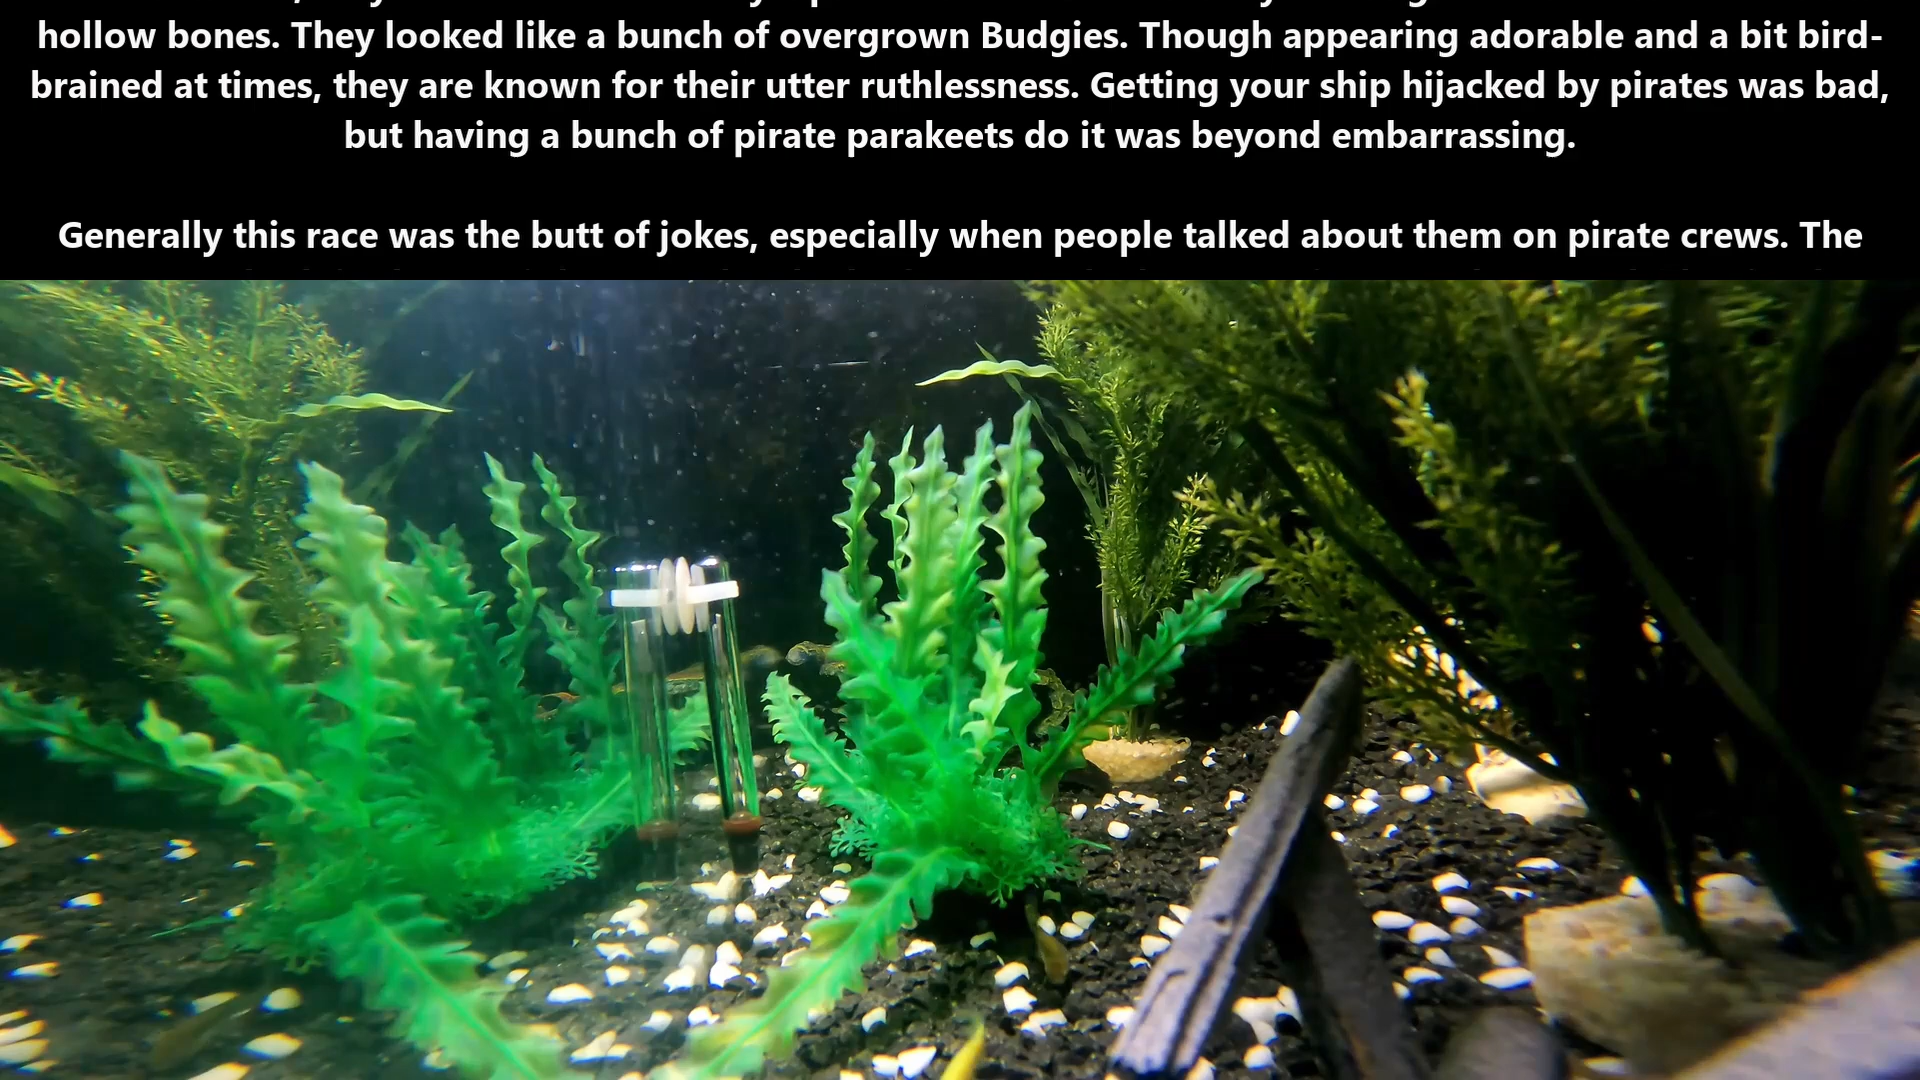 hollow bones. They looked like a bunch of overgrown Budgies. Though appearing adorable and a bit bird-
brained at times, they are known for their utter ruthlessness. Getting your ship hijacked by pirates was bad,
but having a bunch of pirate parakeets do it was beyond embarrassing.
Generally this race was the butt of jokes, especially when people talked about them on pirate crews. The